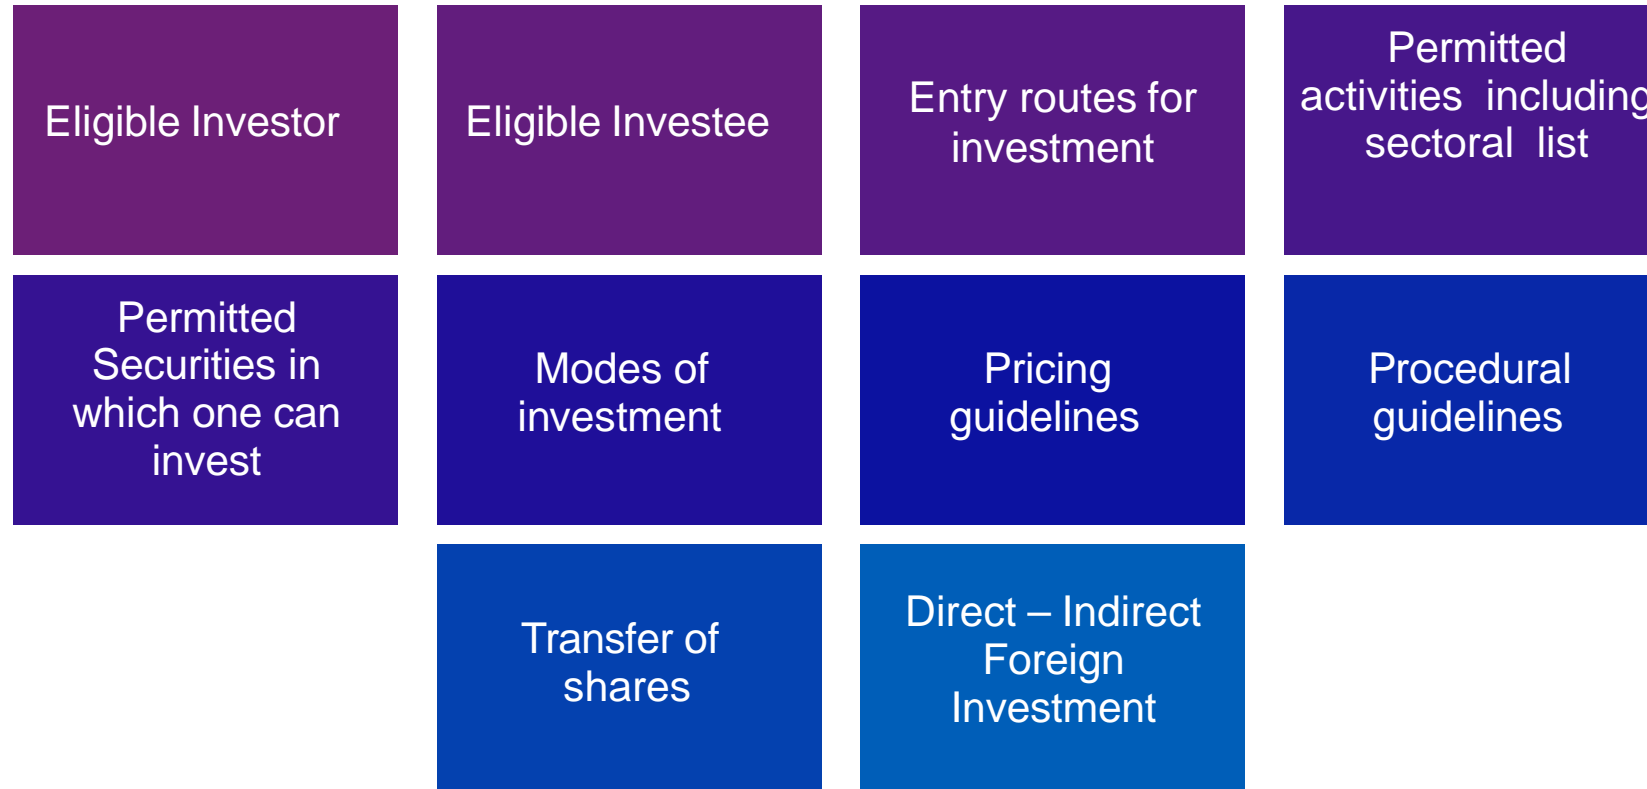 Eligible Investor
Eligible Investee
Entry routes for
investment
Permitted
activities including
sectoral list
Permitted
Securities in
which one can
invest
Modes of
investment
Pricing
guidelines
Procedural
guidelines
Transfer of
shares
Direct – Indirect
Foreign
Investment